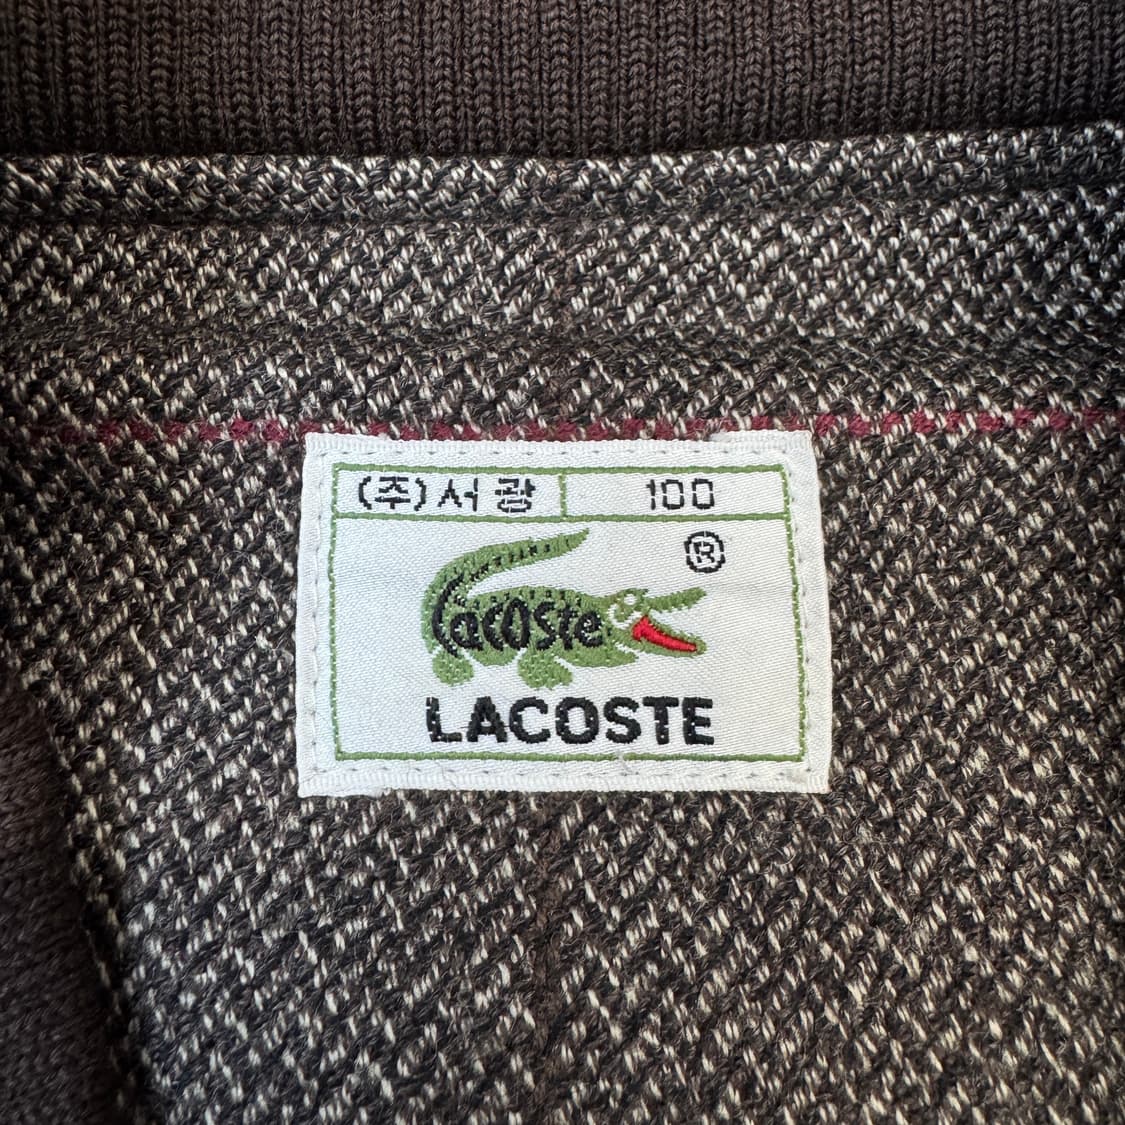 (주)서광 100
®
Lacoste
LACOSTE